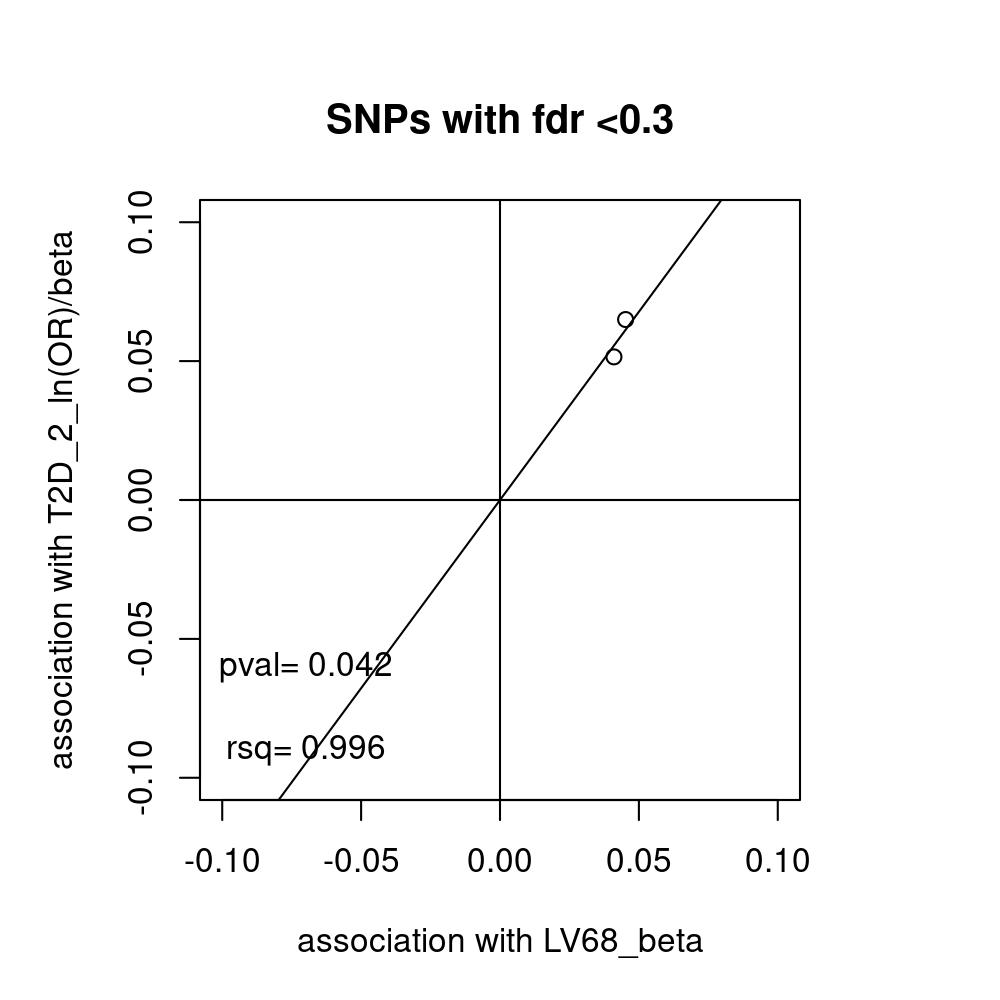 SNPs with fdr <0.3
association with T2D_2_ln(OR)/beta
0.10
0.05
0.00
-0.05
-0.10
pval= 0.042
rsq= 0.996
-0.10 -0.05 0.00 0.05 0.10
association with LV68_beta